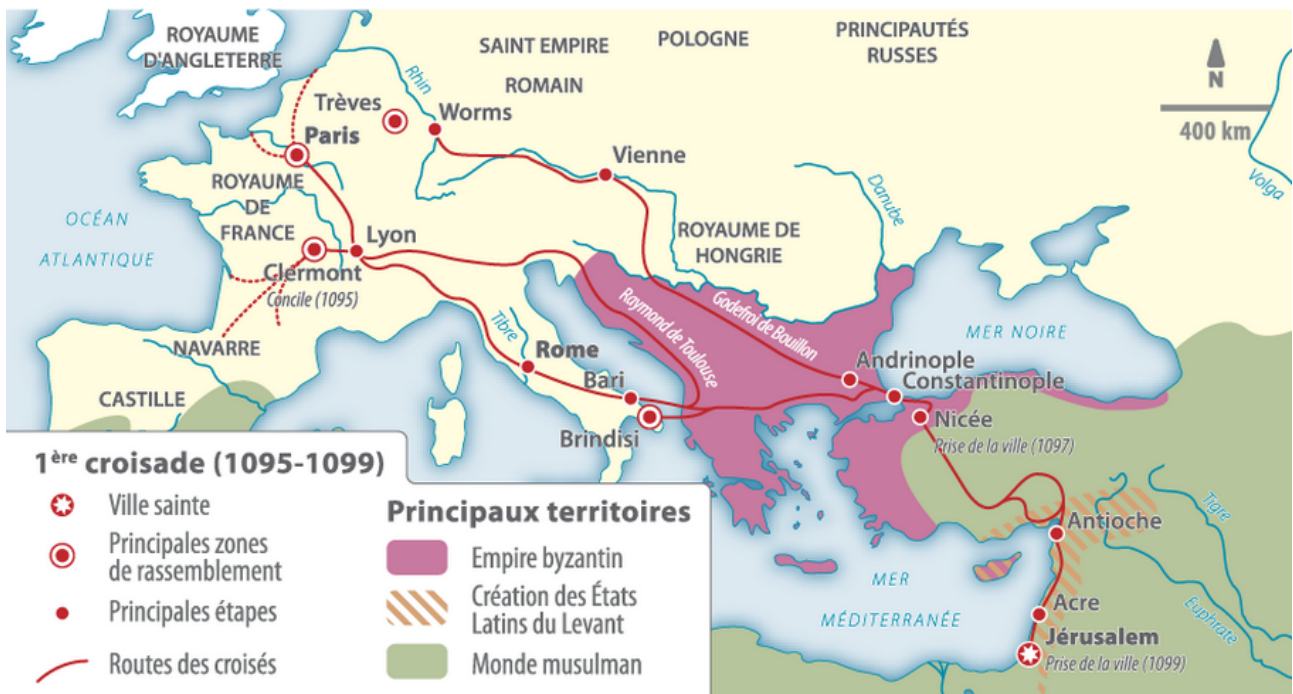 ROYAUME
D'ANGLETERRE
SAINT EMPIRE
ROMAIN
POLOGNE
PRINCIPAUTÉS
RUSSES
N
400 km
Volga
Rhin
Trèves
Worms
Paris
Vienne
Danube
ROYAUME
DE
FRANCE
OCÉAN
ATLANTIQUE
Lyon
Clermont
Concile (1095)
ROYAUME DE
HONGRIE
Raymond de Toulouse
Godefroi de Bouillon
MER NOIRE
NAVARRE
CASTILLE
Tibre
Rome
Bari
Brindisi
Andrinople
Constantinople
Nicée
Prise de la ville (1097)
Antioche
Tigre
Euphrate
MER
MÉDITERRANÉE
Acre
Jérusalem
Prise de la ville (1099)
1ère croisade (1095-1099)
Ville sainte
Principales zones
de rassemblement
Principales étapes
Routes des croisés
Principaux territoires
Empire byzantin
Création des États
Latins du Levant
Monde musulman